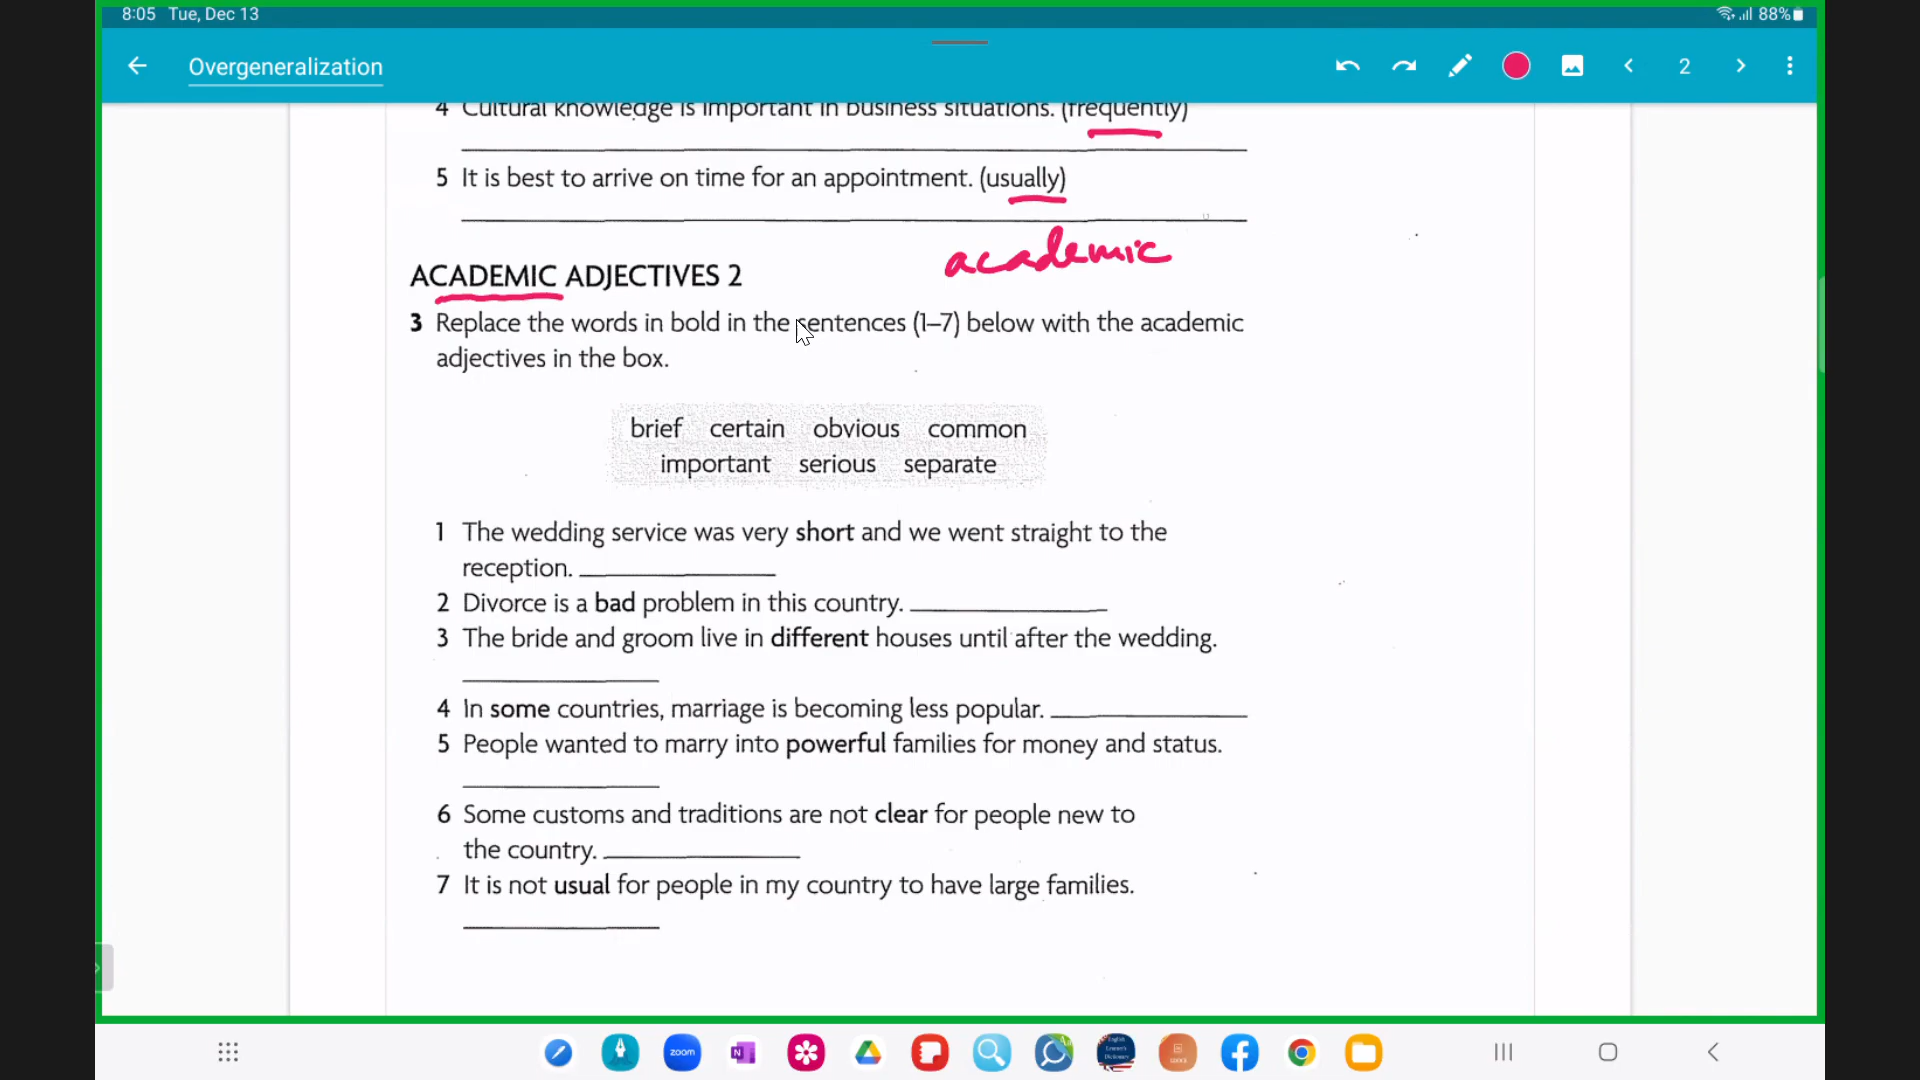 8:05 Tue, Dec 13
88%
Overgeneralization
2
4 Cultural knowledge is important in business situations. (frequently)
5 It is best to arrive on time for an appointment. (usually)
academic
ACADEMIC ADJECTIVES 2
3 Replace the words in bold in the sentences (1–7) below with the academic
adjectives in the box.
brief certain obvious common
important serious separate
1 The wedding service was very short and we went straight to the
reception.
2 Divorce is a bad problem in this country.
3 The bride and groom live in different houses until after the wedding.
4 In some countries, marriage is becoming less popular.
5 People wanted to marry into powerful families for money and status.
6 Some customs and traditions are not clear for people new to
the country.
7 It is not usual for people in my country to have large families.
zoom
N
English
Learner's
Dictionary